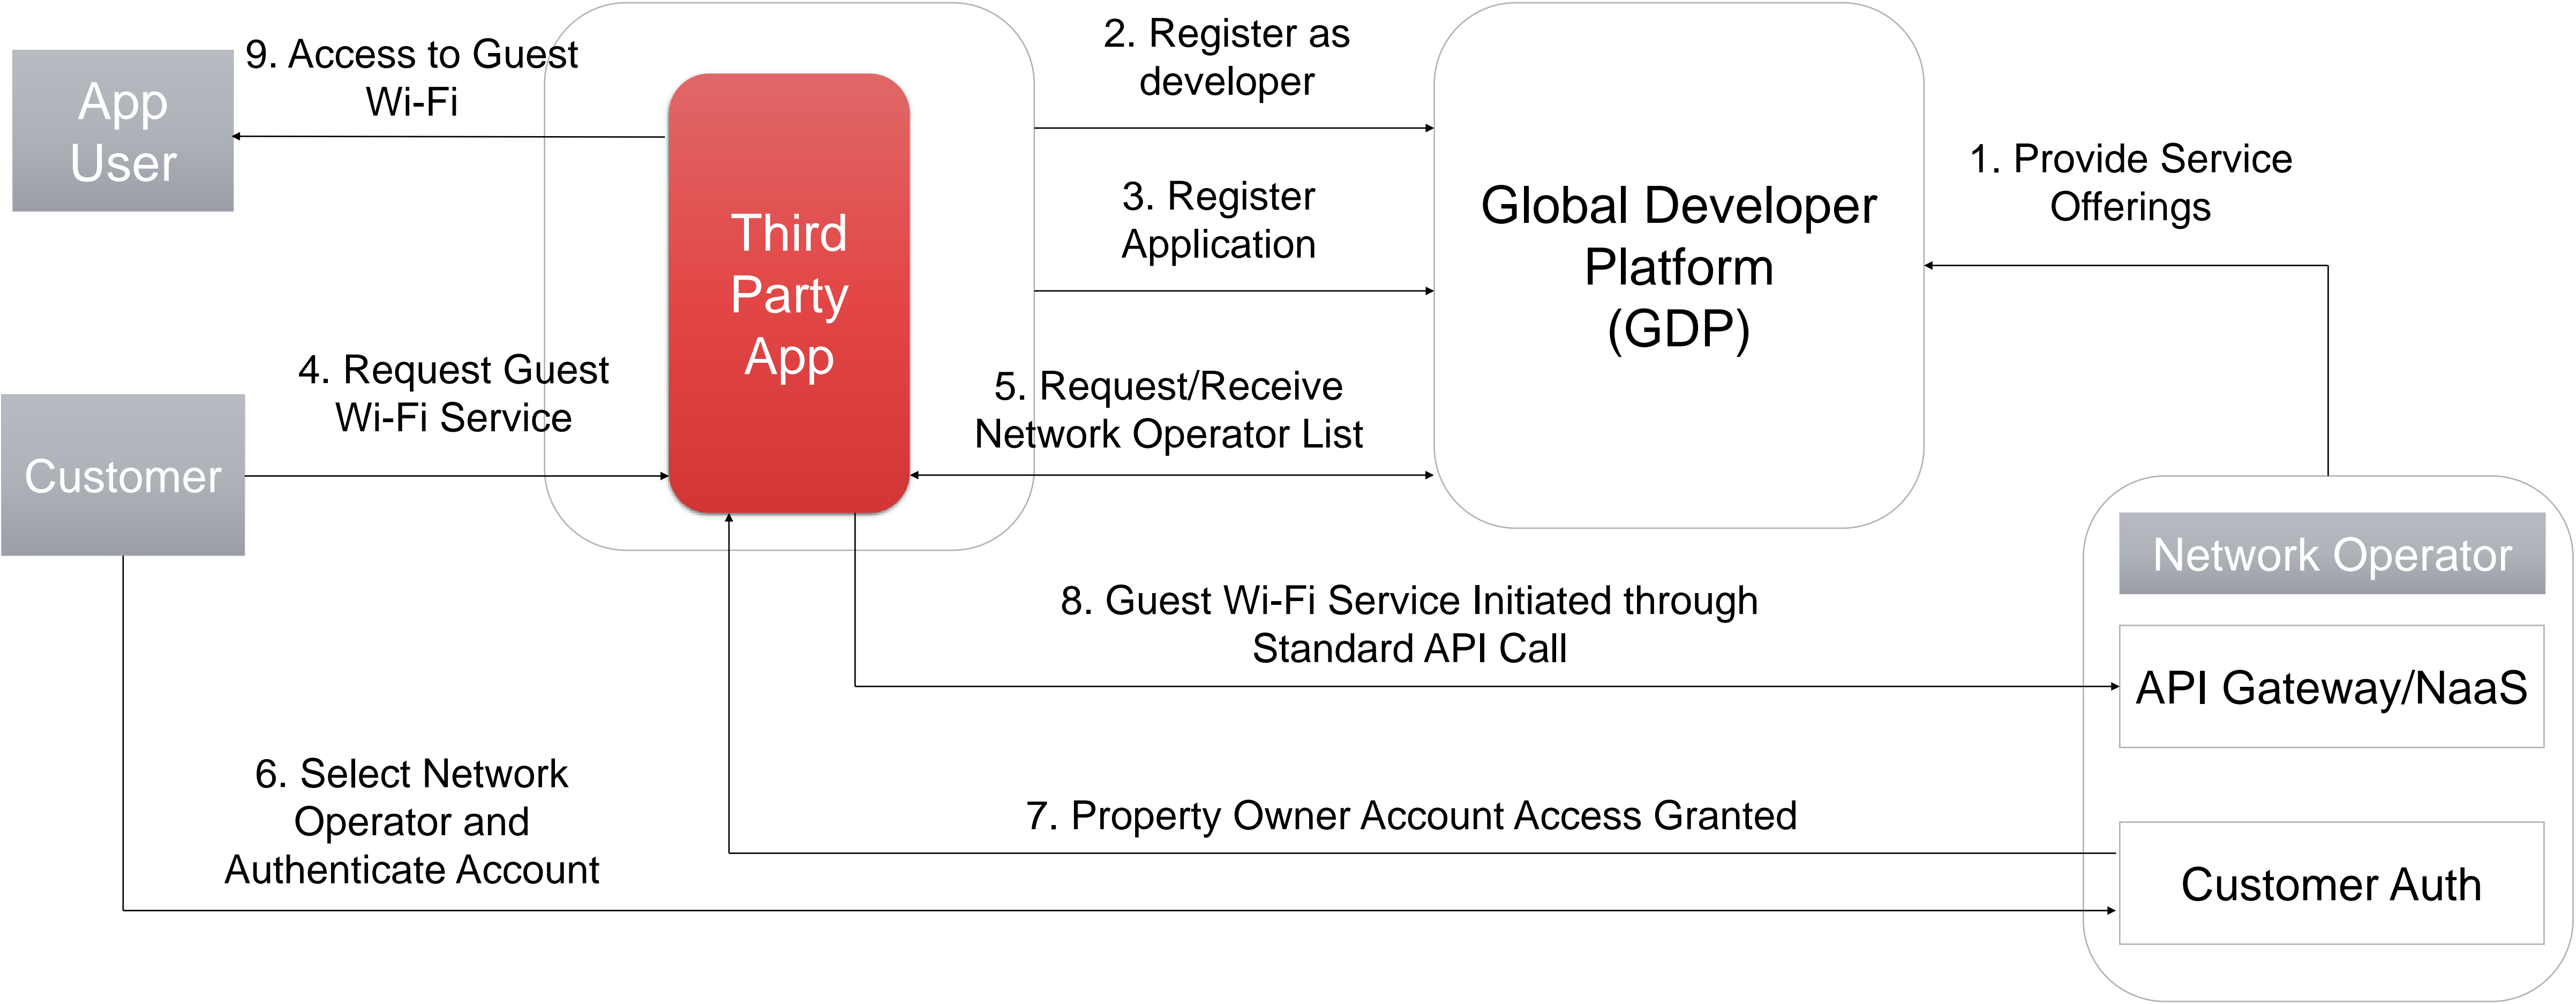 9. Access to Guest
Wi-Fi
App
User
Third
Party
App
2. Register as
developer
3. Register
Application
Global Developer
Platform
(GDP)
1. Provide Service
Offerings
4. Request Guest
Wi-Fi Service
Customer
5. Request/Receive
Network Operator List
Network Operator
8. Guest Wi-Fi Service Initiated through
Standard API Call
API Gateway/NaaS
6. Select Network
Operator and
Authenticate Account
7. Property Owner Account Access Granted
Customer Auth